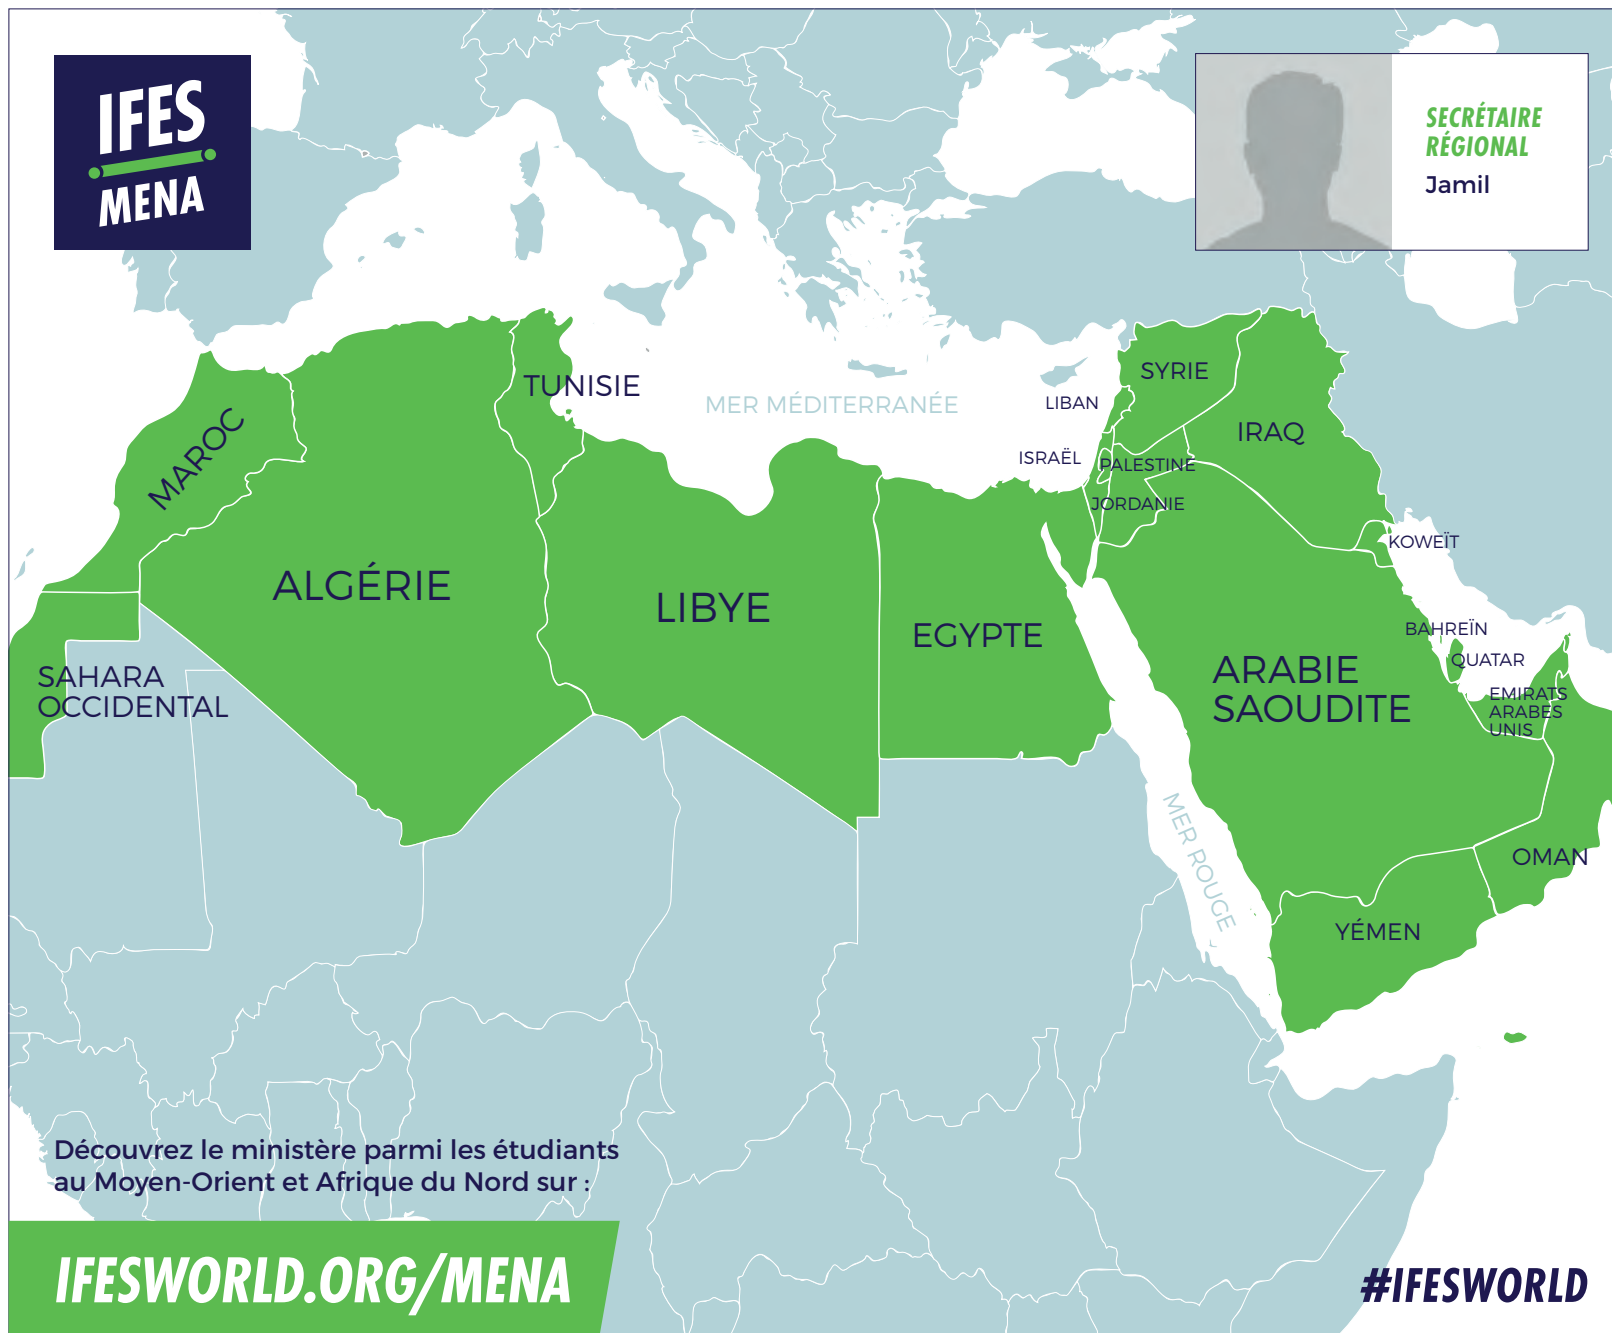 IFES
MENA
SECRÉTAIRE
RÉGIONAL
Jamil
SYRIE
TUNISIE
MER MÉDITERRANÉE
LIBAN
MAROC
IRAQ
ISRAËL
PALESTINE
JORDANIE
KOWEÏT
ALGÉRIE
LIBYE
EGYPTE
BAHREÏN
QUATAR
SAHARA
OCCIDENTAL
ARABIE
SAOUDITE
EMIRATS
ARABES
UNIS
MER ROUGE
OMAN
YÉMEN
Découvrez le ministère parmi les étudiants
au Moyen-Orient et Afrique du Nord sur :
IFESWORLD.ORG/MENA
#IFESWORLD